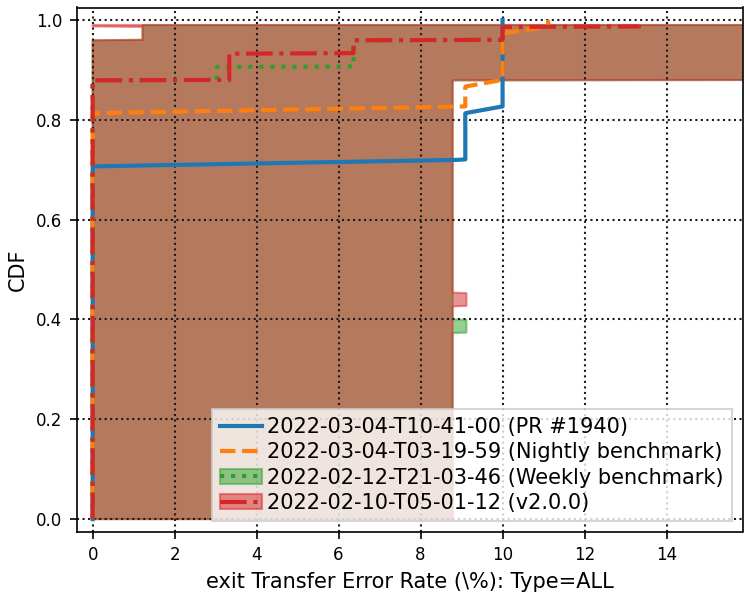 1.0
0.8
0.6
0.4
0.2
0.0
CDF
2022-03-04-T10-41-00 (PR #1940)
2022-03-04-T03-19-59 (Nightly benchmark)
2022-02-12-T21-03-46 (Weekly benchmark)
2022-02-10-T05-01-12 (v2.0.0)
0 2 4 6 8 10 12 14
exit Transfer Error Rate (\%): Type=ALL